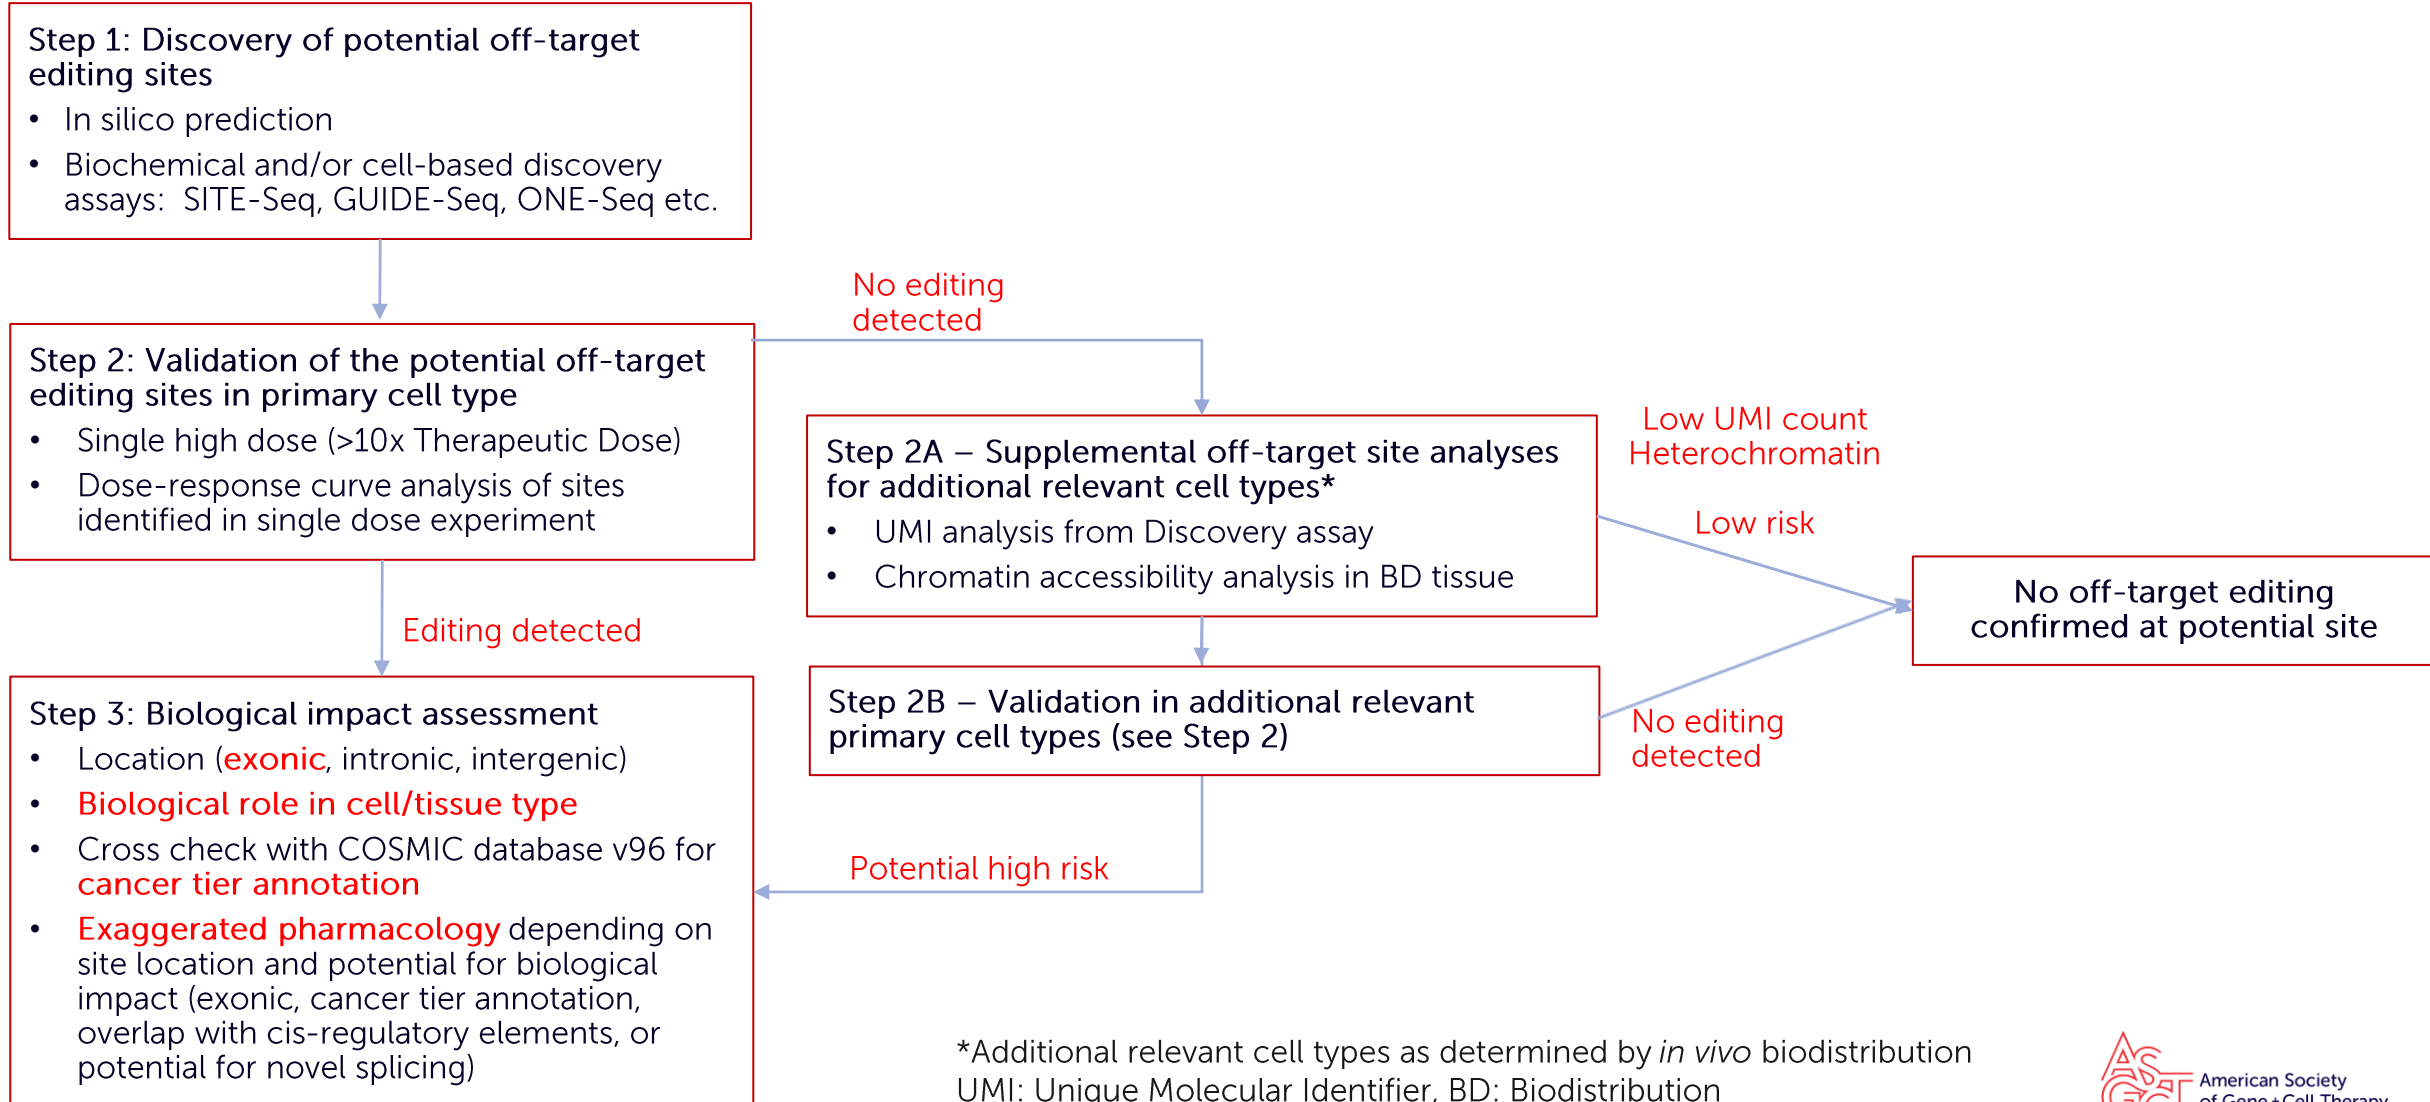 Step 1: Discovery of potential off-target
editing sites
• In silico prediction
• Biochemical and/or cell-based discovery
assays: SITE-Seq, GUIDE-Seq, ONE-Seq etc.
No editing
detected
Step 2: Validation of the potential off-target
editing sites in primary cell type
• Single high dose (>10x Therapeutic Dose)
• Dose-response curve analysis of sites
identified in single dose experiment
Step 2A – Supplemental off-target site analyses
for additional relevant cell types*
• UMI analysis from Discovery assay
• Chromatin accessibility analysis in BD tissue
Low UMI count
Heterochromatin
Low risk
No off-target editing
confirmed at potential site
Editing detected
Step 2B – Validation in additional relevant
primary cell types (see Step 2)
No editing
detected
Potential high risk
Step 3: Biological impact assessment
• Location (exonic, intronic, intergenic)
• Biological role in cell/tissue type
• Cross check with COSMIC database v96 for
cancer tier annotation
• Exaggerated pharmacology depending on
site location and potential for biological
impact (exonic, cancer tier annotation,
overlap with cis-regulatory elements, or
potential for novel splicing)
*Additional relevant cell types as determined by in vivo biodistribution
UMI: Unique Molecular Identifier, BD: Biodistribution
ASGCT
American Society
of Gene + Cell Therapy